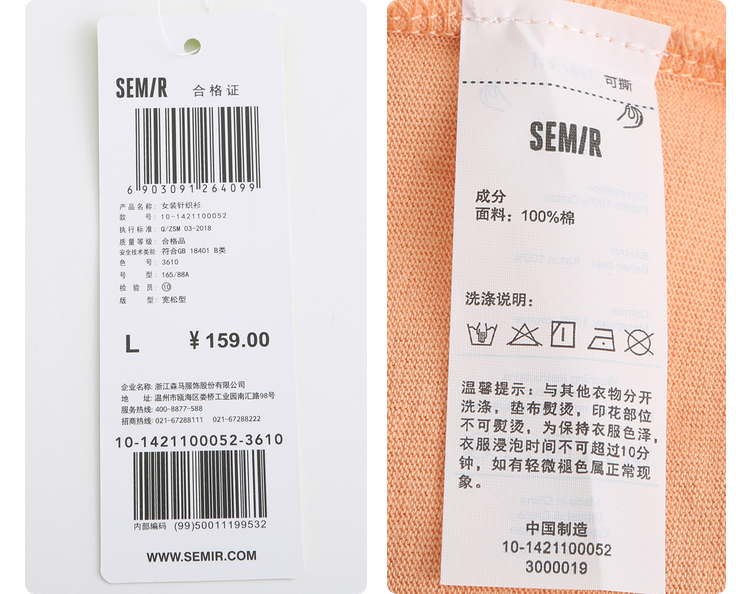 SEMIR 合格证
6 903091 264099
产品名称: 女装针织衫
款 号: 10-1421100052
执行标准: Q/ZSM 03-2018
质量等级: 合格品
安全技术类别: 符合GB 18401 B类
色 号: 3610
号 型: 165/88A
检 验 员: ⑩
版 型: 宽松型
L ¥159.00
企业名称: 浙江森马服饰股份有限公司
地 址: 温州市瓯海区娄桥工业园南汇路98号
服务热线: 400-8877-588
招商热线: 021-67288111 021-67288222
10-1421100052-3610
内部编码 (99)50011199532
WWW.SEMIR.COM
可撕
SEMIR
成分
面料: 100%棉
洗涤说明:
温馨提示: 与其他衣物分开
洗涤, 垫布熨烫, 印花部位
不可熨烫, 为保持衣服色泽,
衣服浸泡时间不可超过10分
钟, 如有轻微褪色属正常现
象。
中国制造
10-1421100052
3000019